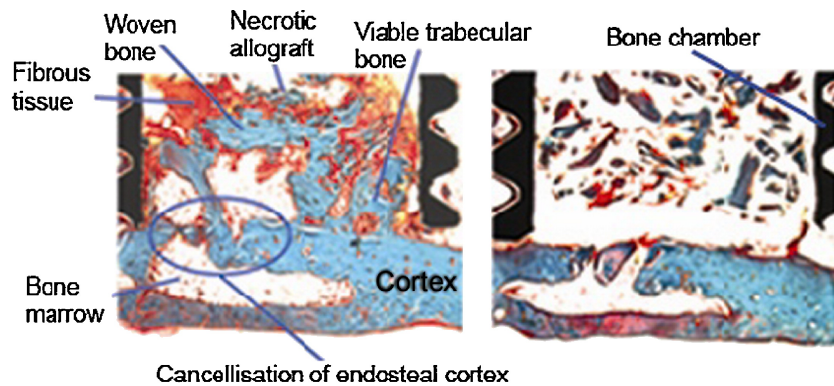 Woven
bone
Necrotic
allograft
Viable trabecular
bone
Bone chamber
Fibrous
tissue
Cortex
Bone
marrow
Cancellisation of endosteal cortex